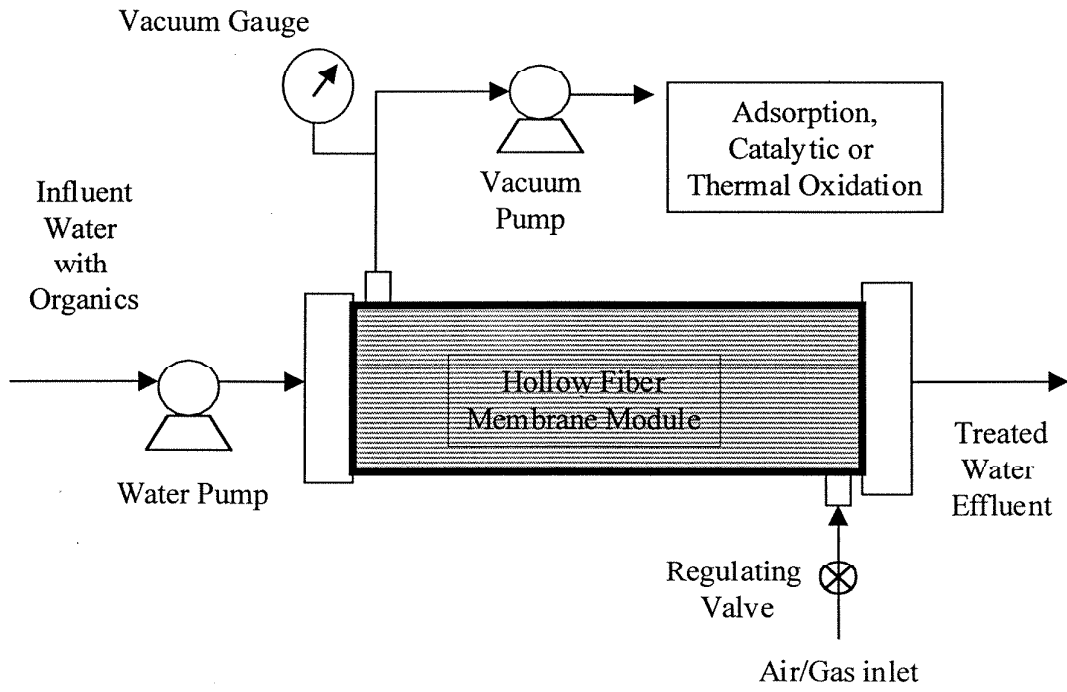 Vacuum Gauge
Adsorption,
Catalytic or
Thermal Oxidation
Vacuum
Pump
Influent
Water
with
Organics
Hollow Fiber
Membrane Module
Water Pump
Treated
Water
Effluent
Regulating
Valve
Air/Gas inlet